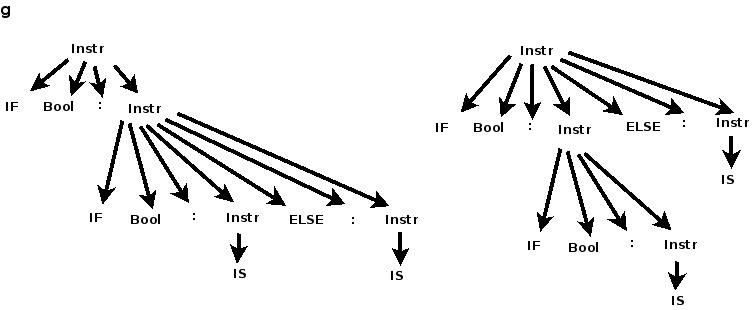 g
Instr
IF Bool : Instr
IF Bool : Instr ELSE : Instr
IS IS
Instr
IF Bool : Instr ELSE : Instr
IS
IF Bool : Instr
IS